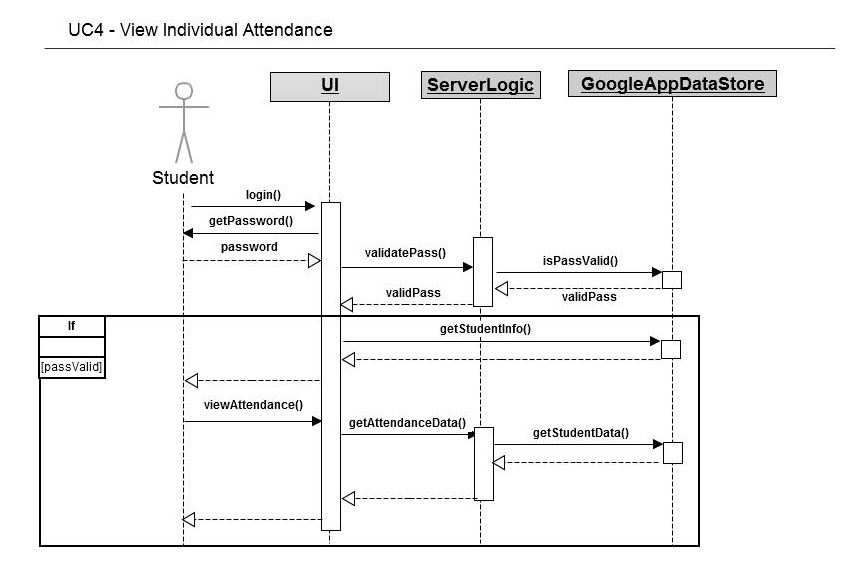 UC4 - View Individual Attendance
UI
ServerLogic
GoogleAppDataStore
Student
login()
getPassword()
password
validatePass()
isPassValid()
validPass
validPass
If
[passValid]
getStudentInfo()
viewAttendance()
getAttendanceData()
getStudentData()